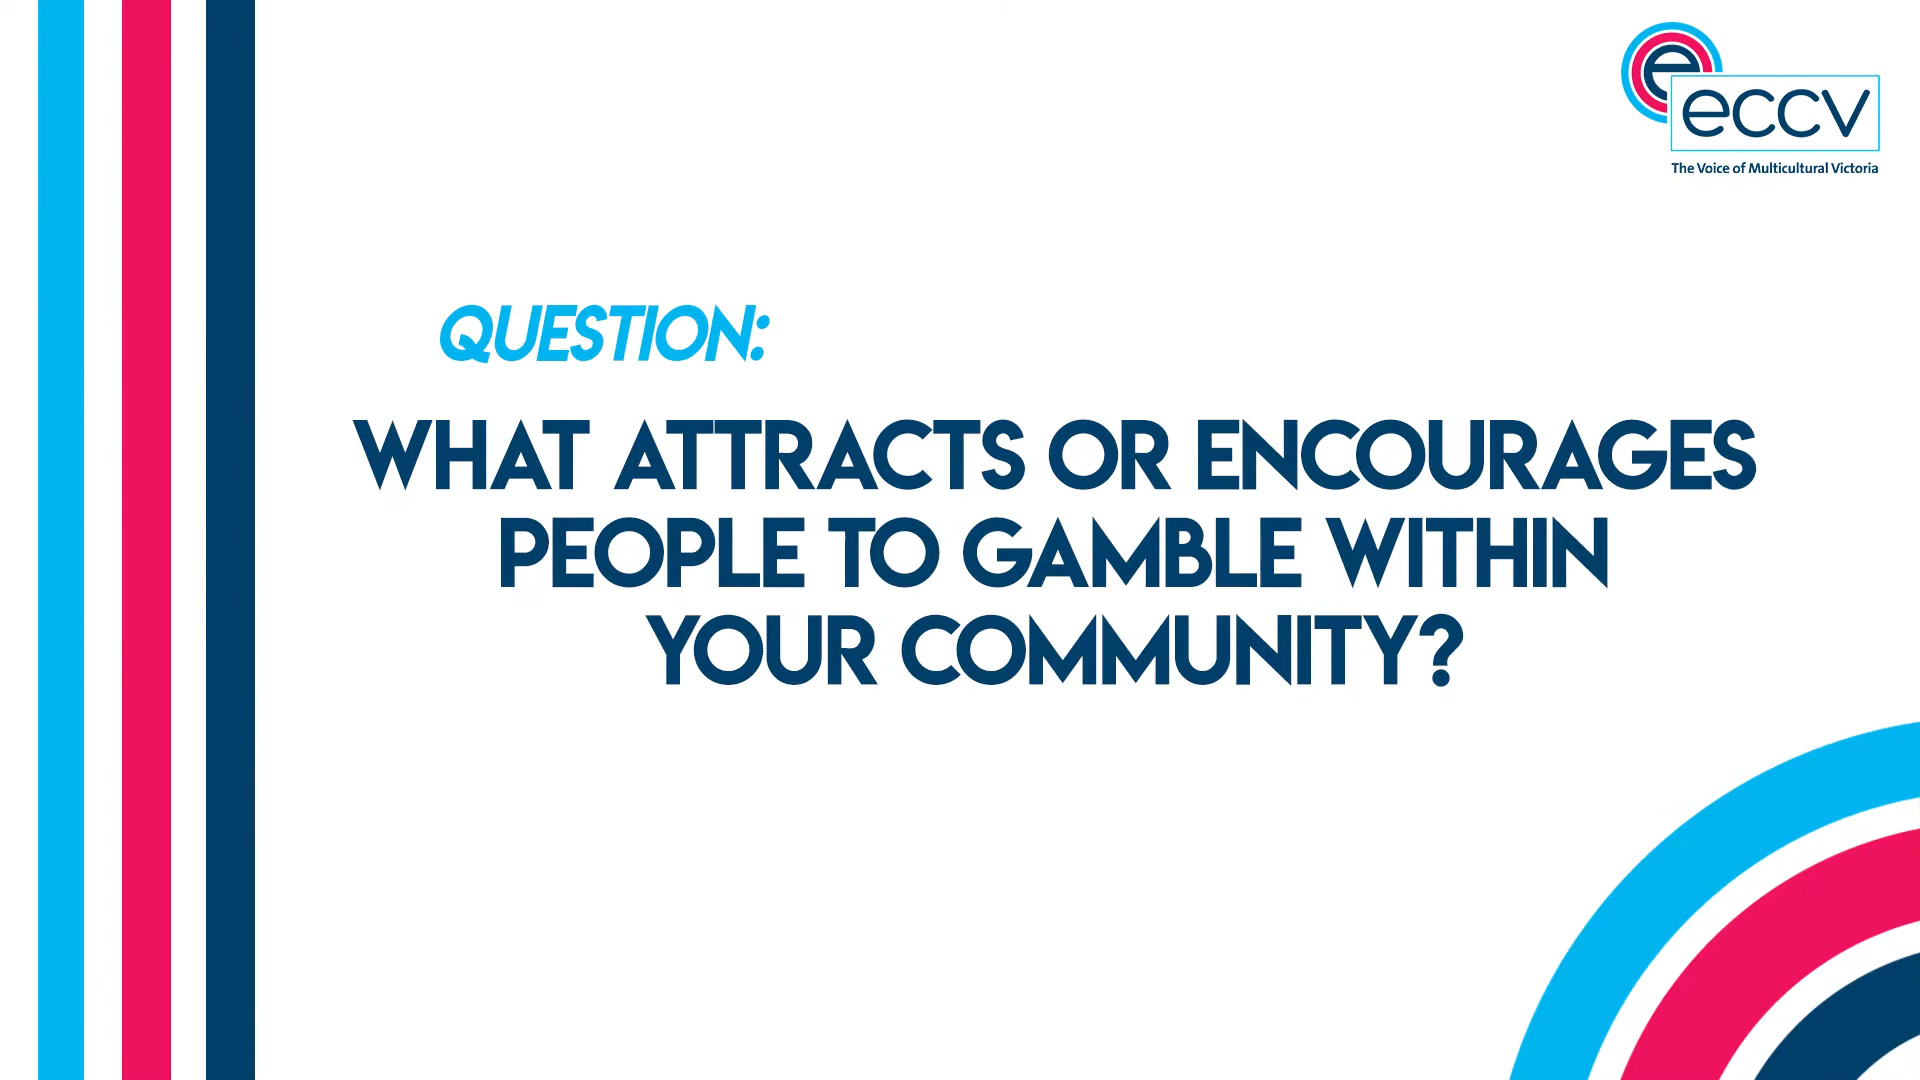 e
eccv
The Voice of Multicultural Victoria
QUESTION:
WHAT ATTRACTS OR ENCOURAGES
PEOPLE TO GAMBLE WITHIN
YOUR COMMUNITY?